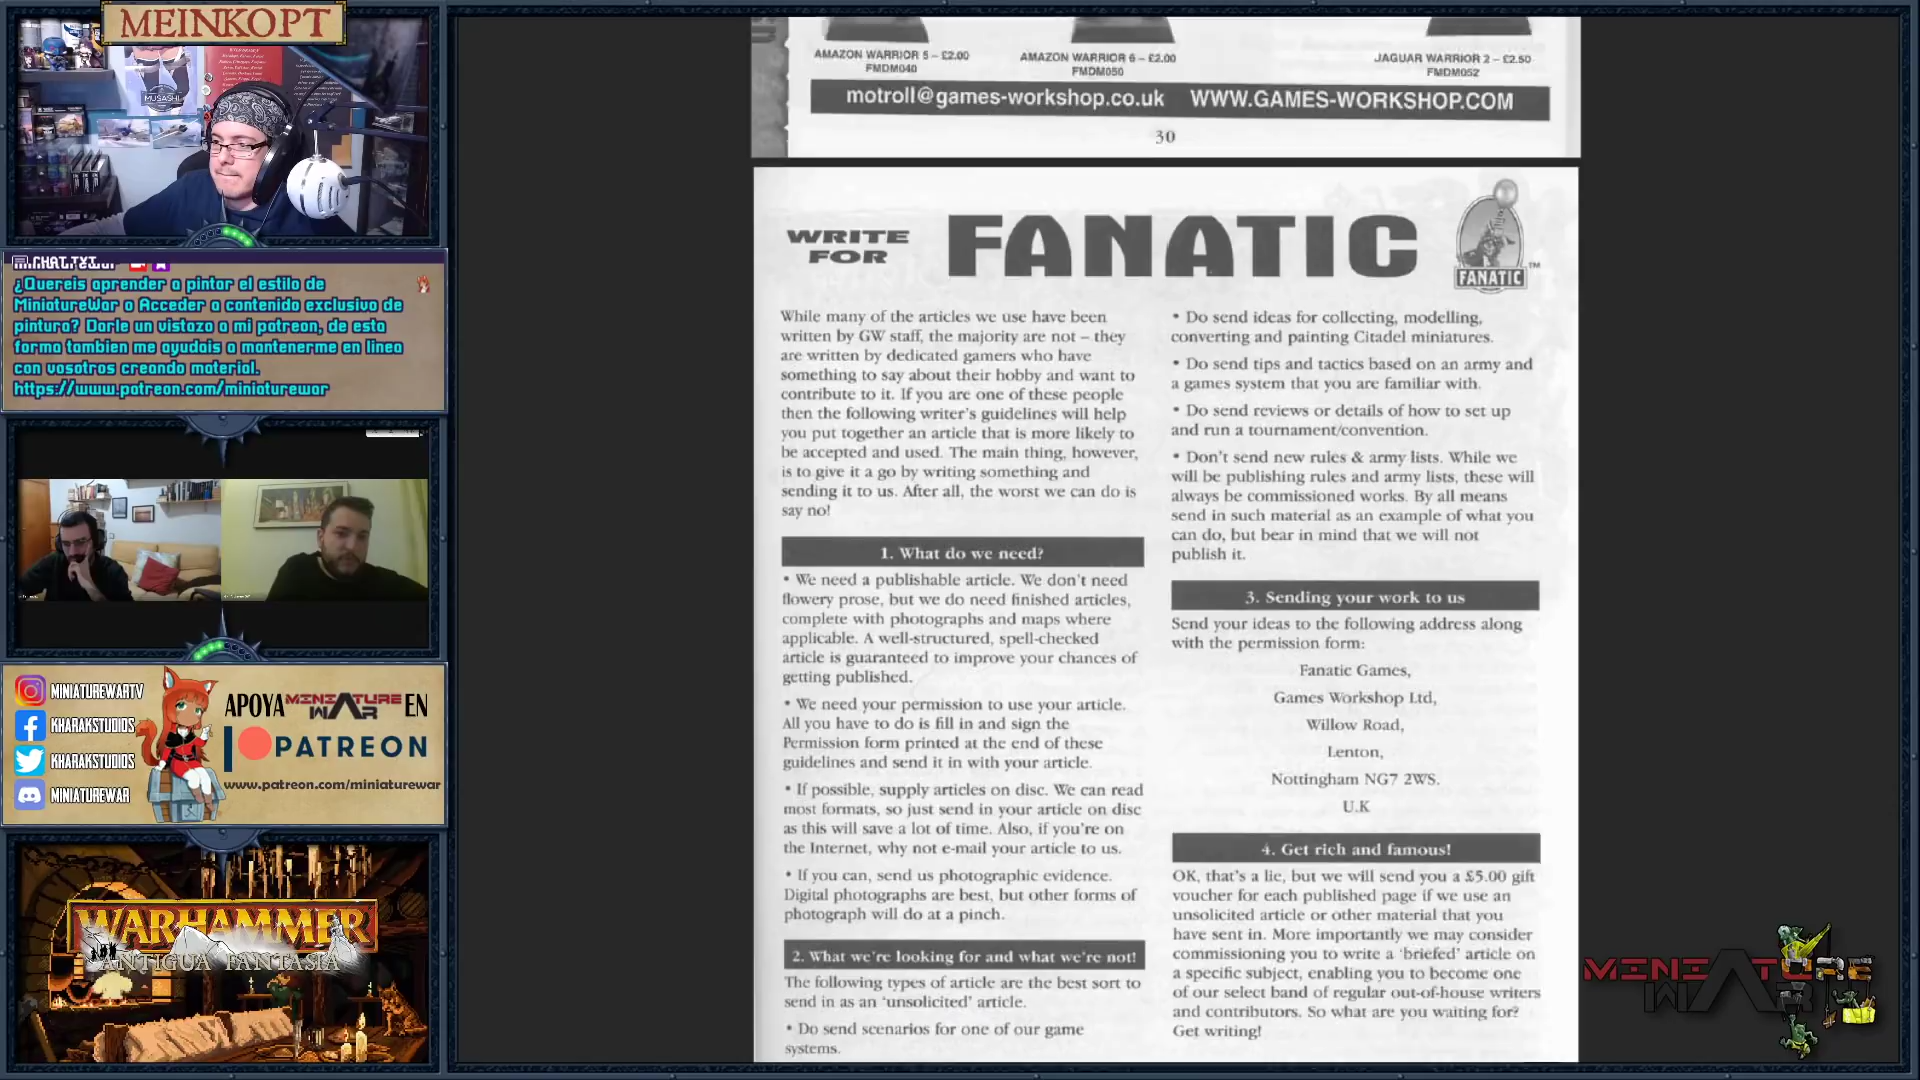 MEINKOPT
MUSASHI
¿Quereis aprender a pintar el estilo de
MiniatureWar o Acceder a contenido exclusivo de
pintura? Darle un vistazo a mi patreon, de esta
forma tambien me ayudais a mantenerme en linea
con vosotros creando material.
https://www.patreon.com/miniaturewar
MINIATUREWARTV
KHARAKSTUDIOS
KHARAKSTUDIOS
MINIATUREWAR
APOYA MINIATURE WAR EN
PATREON
www.patreon.com/miniaturewar
WARHAMMER
ANTIGUA FANTASIA
AMAZON WARRIOR 5 – £2.00
FMDM040
AMAZON WARRIOR 6 – £2.00
FMDM050
JAGUAR WARRIOR 2 – £2.50
FMDM052
motroll@games-workshop.co.uk WWW.GAMES-WORKSHOP.COM
30
WRITE
FOR
FANATIC
FANATIC™
While many of the articles we use have been
written by GW staff, the majority are not – they
are written by dedicated gamers who have
something to say about their hobby and want to
contribute to it. If you are one of these people
then the following writer's guidelines will help
you put together an article that is more likely to
be accepted and used. The main thing, however,
is to give it a go by writing something and
sending it to us. After all, the worst we can do is
say no!
1. What do we need?
• We need a publishable article. We don't need
flowery prose, but we do need finished articles,
complete with photographs and maps where
applicable. A well-structured, spell-checked
article is guaranteed to improve your chances of
getting published.
• We need your permission to use your article.
All you have to do is fill in and sign the
Permission form printed at the end of these
guidelines and send it in with your article.
• If possible, supply articles on disc. We can read
most formats, so just send in your article on disc
as this will save a lot of time. Also, if you're on
the Internet, why not e-mail your article to us.
• If you can, send us photographic evidence.
Digital photographs are best, but other forms of
photograph will do at a pinch.
2. What we're looking for and what we're not!
The following types of article are the best sort to
send in as an 'unsolicited' article.
• Do send scenarios for one of our game
systems.
• Do send ideas for collecting, modelling,
converting and painting Citadel miniatures.
• Do send tips and tactics based on an army and
a games system that you are familiar with.
• Do send reviews or details of how to set up
and run a tournament/convention.
• Don't send new rules & army lists. While we
will be publishing rules and army lists, these will
always be commissioned works. By all means
send in such material as an example of what you
can do, but bear in mind that we will not
publish it.
3. Sending your work to us
Send your ideas to the following address along
with the permission form:
Fanatic Games,
Games Workshop Ltd,
Willow Road,
Lenton,
Nottingham NG7 2WS.
U.K
4. Get rich and famous!
OK, that's a lie, but we will send you a £5.00 gift
voucher for each published page if we use an
unsolicited article or other material that you
have sent in. More importantly we may consider
commissioning you to write a 'briefed' article on
a specific subject, enabling you to become one
of our select band of regular out-of-house writers
and contributors. So what are you waiting for?
Get writing!
MINIATURE
WAR